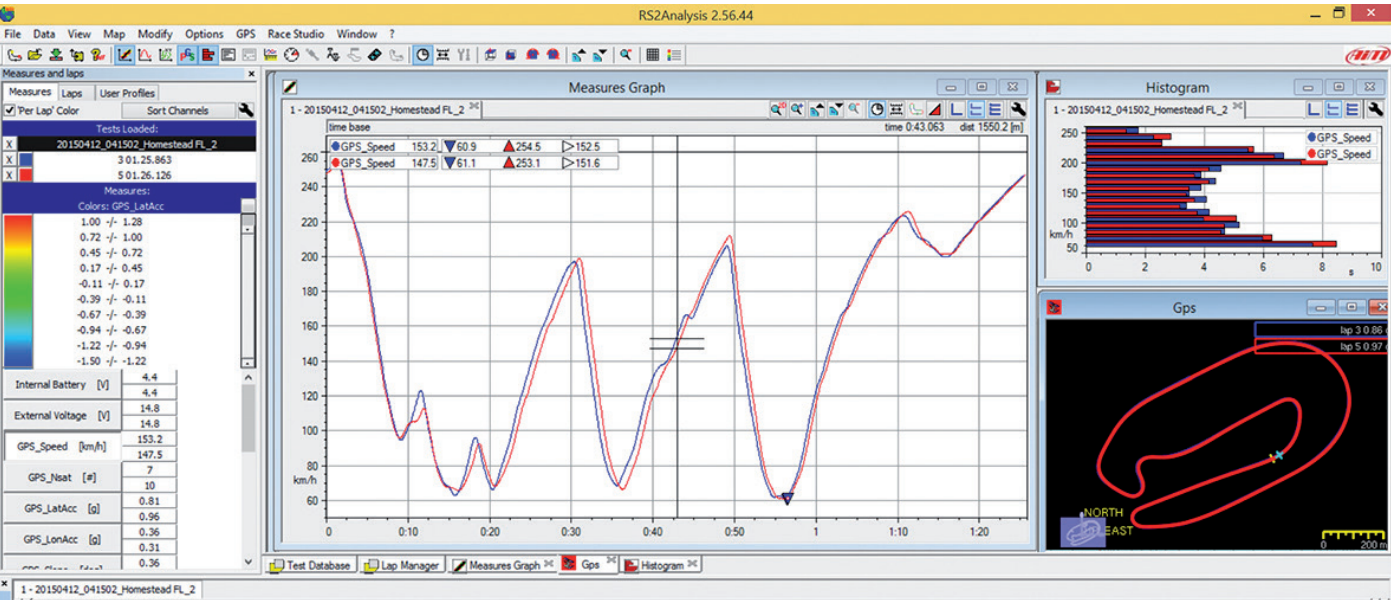 RS2Analysis 2.56.44
File Data View Map Modify Options GPS Race Studio Window ?
aim
Measures and laps
Measures Laps User Profiles
'Per Lap' Color Sort Channels
Tests Loaded:
X 20150412_041502_Homestead FL_2
X 3 01.25.863
X 5 01.26.126
Measures:
Colors: GPS_LatAcc
1.00 -/- 1.28
0.72 -/- 1.00
0.45 -/- 0.72
0.17 -/- 0.45
-0.11 -/- 0.17
-0.39 -/- -0.11
-0.67 -/- -0.39
-0.94 -/- -0.67
-1.22 -/- -0.94
-1.50 -/- -1.22
Internal Battery [V] 4.4
4.4
External Voltage [V] 14.8
14.8
GPS_Speed [km/h] 153.2
147.5
GPS_Nsat [#] 7
10
GPS_LatAcc [g] 0.81
0.96
GPS_LonAcc [g] 0.36
0.31
0.36
Measures Graph
1 - 20150412_041502_Homestead FL_2
time base time 0:43.063 dist 1550.2 [m]
GPS_Speed 153.2 60.9 254.5 152.5
GPS_Speed 147.5 61.1 253.1 151.6
260
240
220
200
180
160
140
120
100
80
km/h
60
0 0:10 0:20 0:30 0:40 0:50 1 1:10 1:20
Test Database Lap Manager Measures Graph Gps Histogram
Histogram
1 - 20150412_041502_Homestead FL_2
250
200
150
100
km/h
50
0 2 4 6 8 10
s
GPS_Speed
GPS_Speed
Gps
lap 3 0.86
lap 5 0.97
NORTH
EAST
0 200 m
1 - 20150412_041502_Homestead FL_2